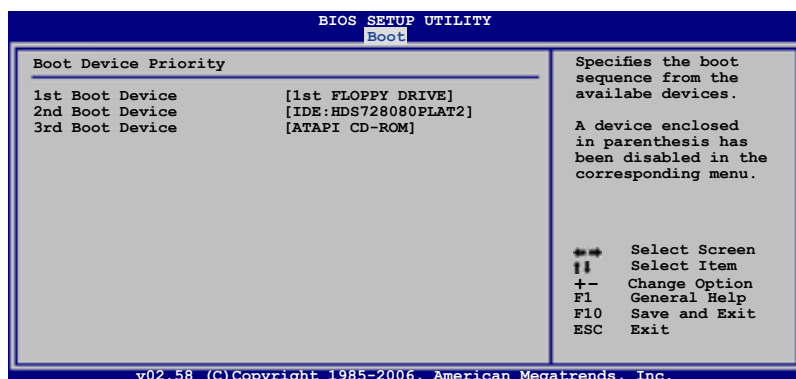 BIOS SETUP UTILITY
Boot
Boot Device Priority
1st Boot Device [1st FLOPPY DRIVE]
2nd Boot Device [IDE:HDS728080PLAT2]
3rd Boot Device [ATAPI CD-ROM]
Specifies the boot
sequence from the
availabe devices.
A device enclosed
in parenthesis has
been disabled in the
corresponding menu.
←→ Select Screen
↑↓ Select Item
+- Change Option
F1 General Help
F10 Save and Exit
ESC Exit
v02.58 (C)Copyright 1985-2006, American Megatrends, Inc.